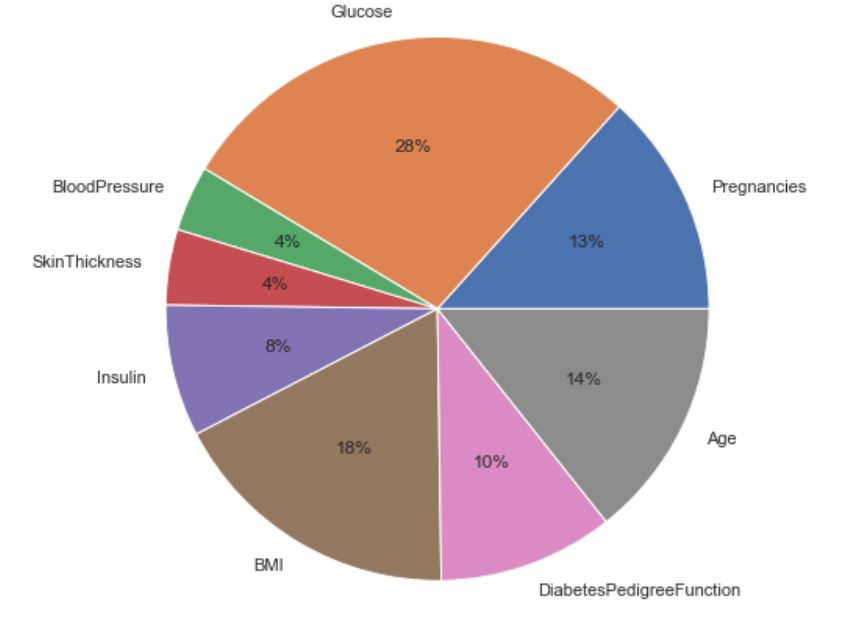 Glucose
28%
Pregnancies
13%
BloodPressure
4%
SkinThickness
4%
Insulin
8%
BMI
18%
DiabetesPedigreeFunction
10%
Age
14%